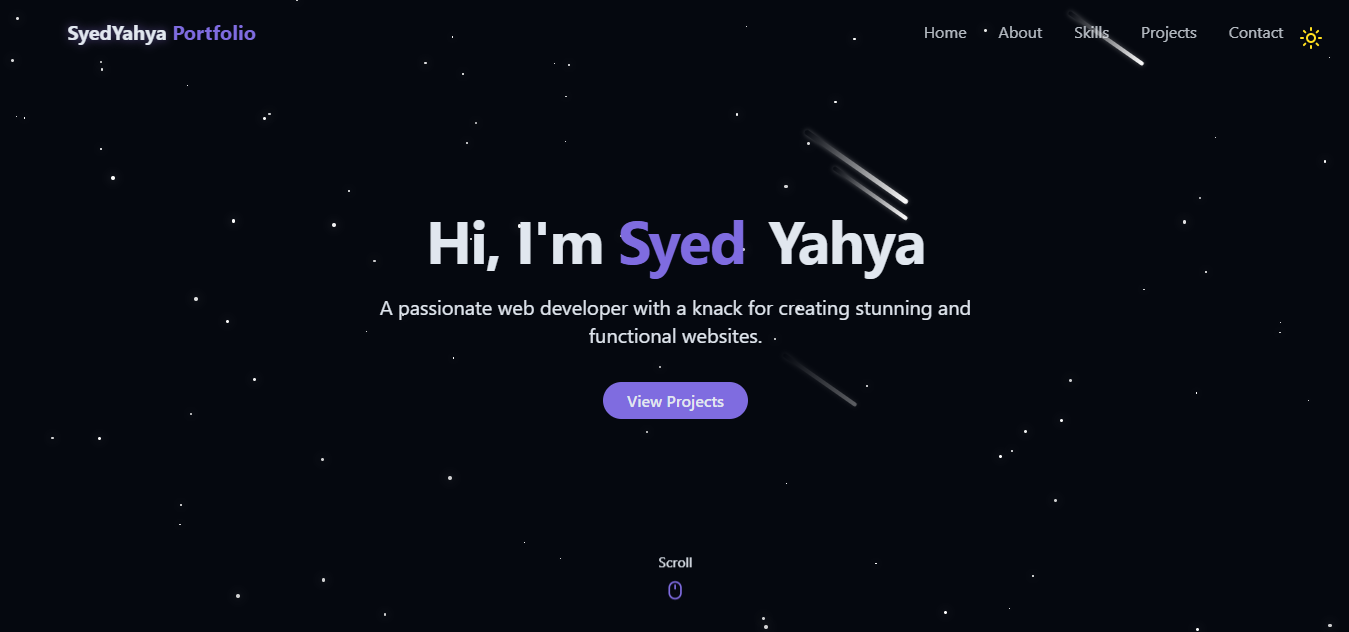 SyedYahya Portfolio
Home About Skills Projects Contact
Hi, I'm Syed Yahya
A passionate web developer with a knack for creating stunning and
functional websites.
View Projects
Scroll